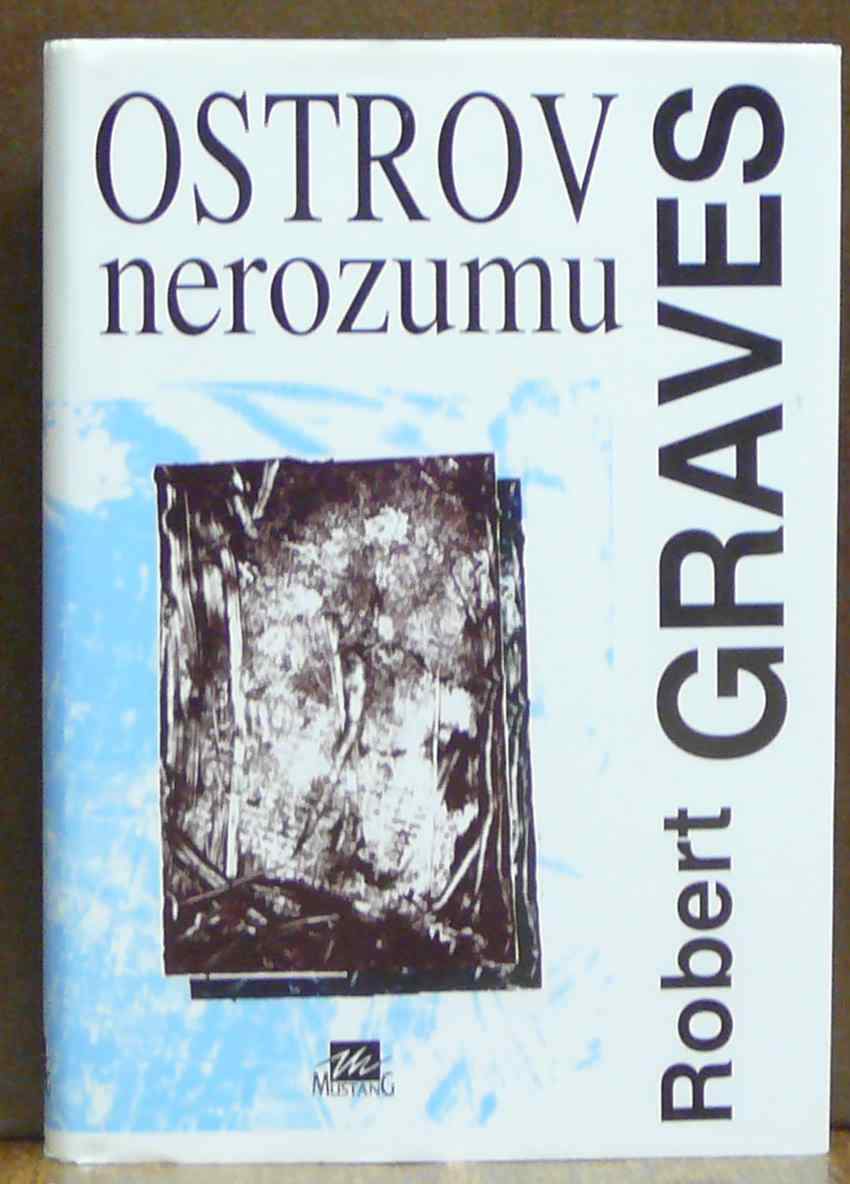 OSTROV
nerozumu
Robert GRAVES
MUSTANG